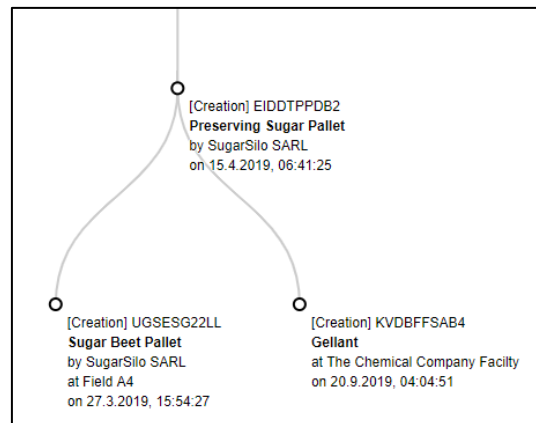 [Creation] EIDDTPPDB2
Preserving Sugar Pallet
by SugarSilo SARL
on 15.4.2019, 06:41:25
[Creation] UGSESG22LL
Sugar Beet Pallet
by SugarSilo SARL
at Field A4
on 27.3.2019, 15:54:27
[Creation] KVDBFFSAB4
Gellant
at The Chemical Company Facilty
on 20.9.2019, 04:04:51